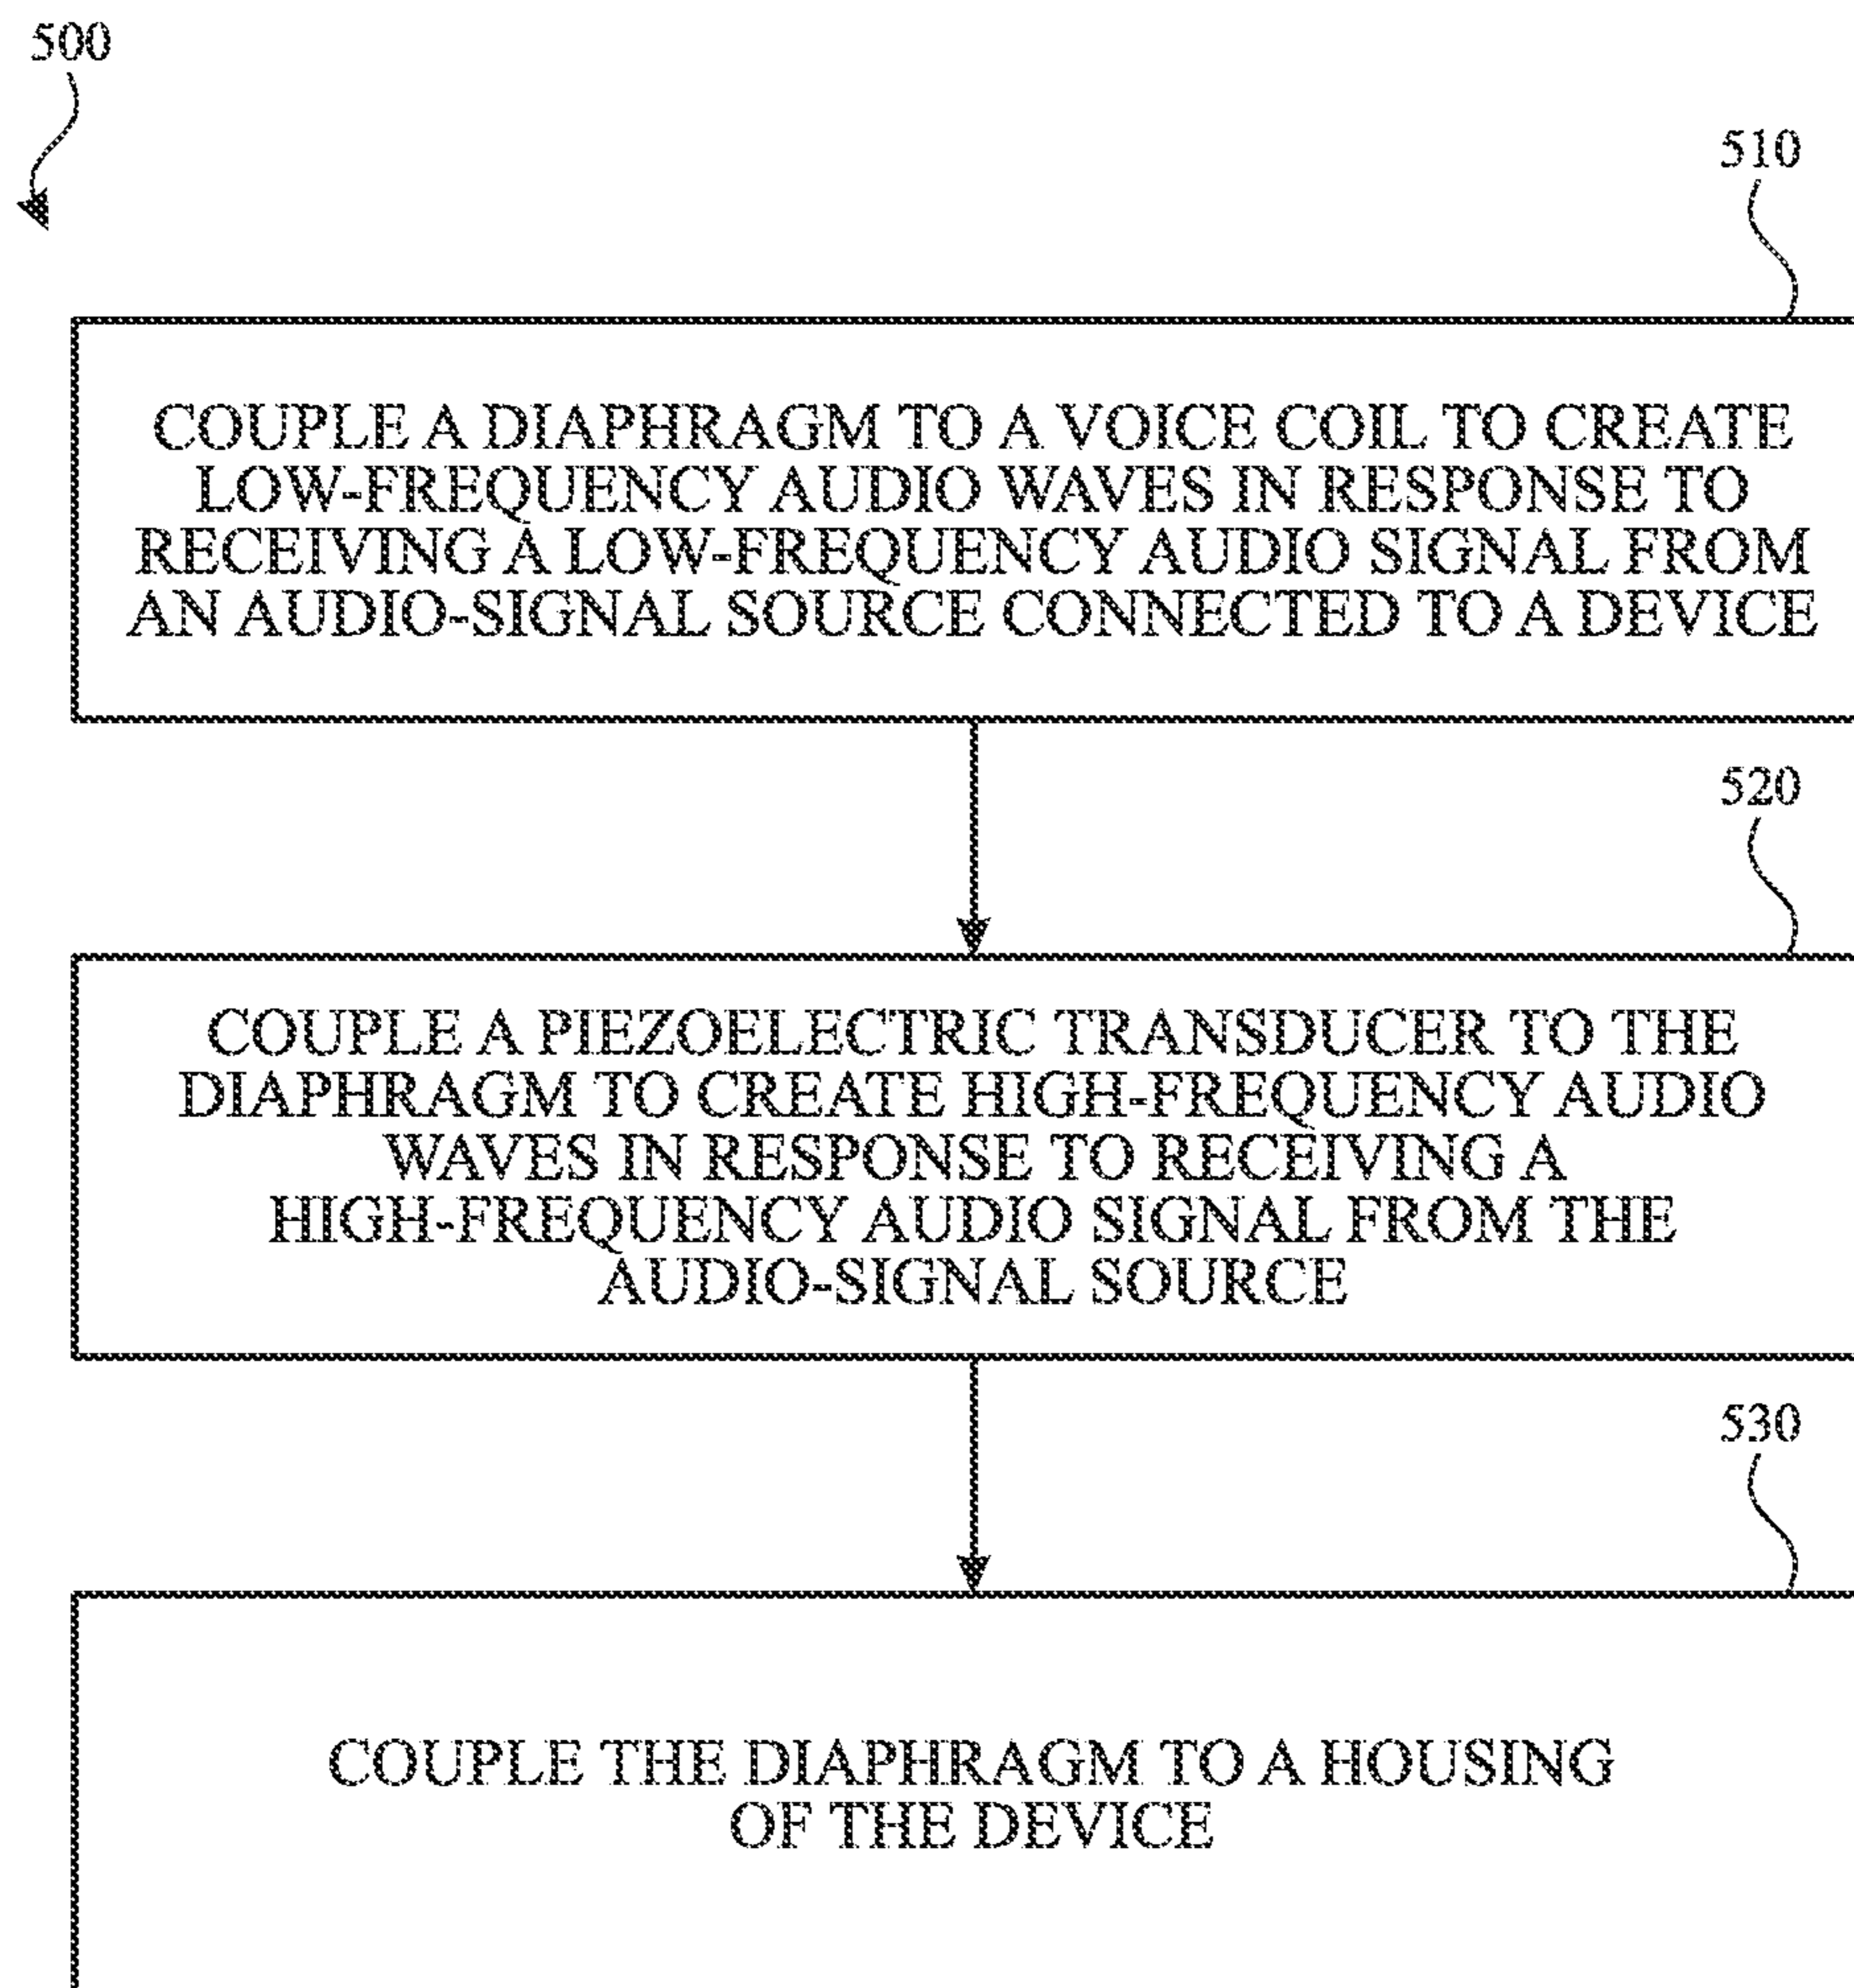 500
510
COUPLE A DIAPHRAGM TO A VOICE COIL TO CREATE
LOW-FREQUENCY AUDIO WAVES IN RESPONSE TO
RECEIVING A LOW-FREQUENCY AUDIO SIGNAL FROM
AN AUDIO-SIGNAL SOURCE CONNECTED TO A DEVICE
520
COUPLE A PIEZOELECTRIC TRANSDUCER TO THE
DIAPHRAGM TO CREATE HIGH-FREQUENCY AUDIO
WAVES IN RESPONSE TO RECEIVING A
HIGH-FREQUENCY AUDIO SIGNAL FROM THE
AUDIO-SIGNAL SOURCE
530
COUPLE THE DIAPHRAGM TO A HOUSING
OF THE DEVICE